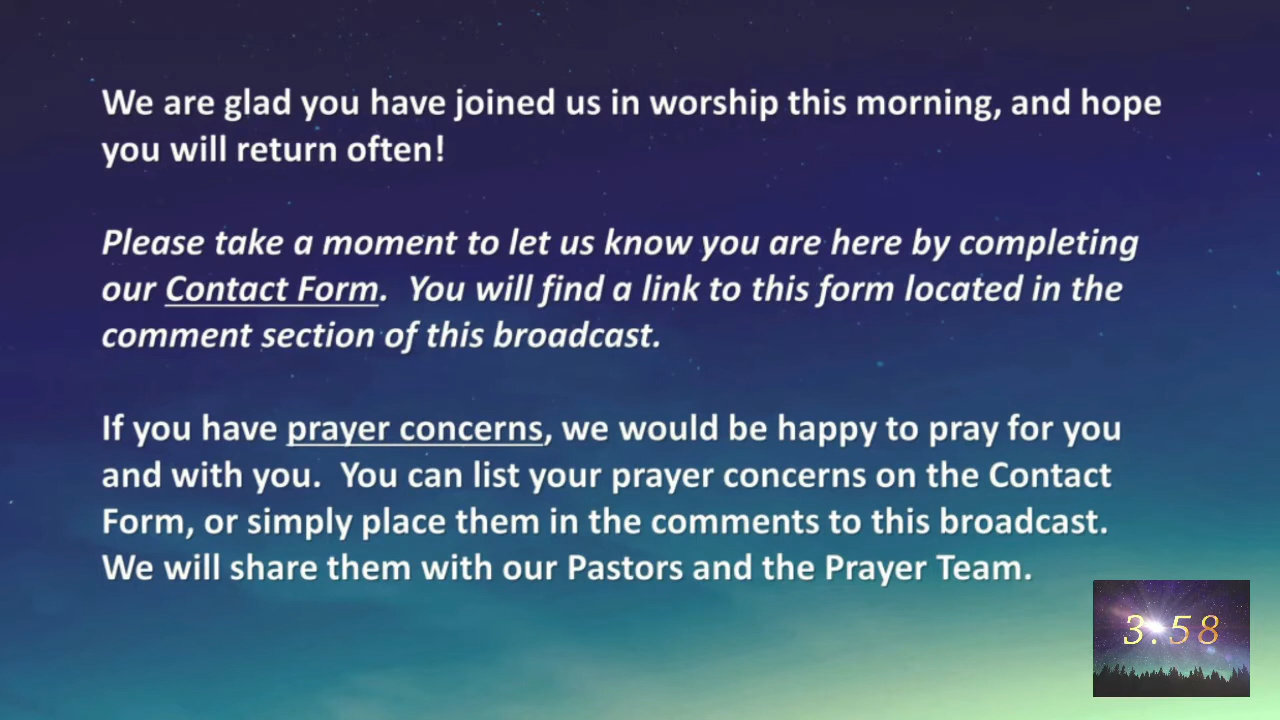 We are glad you have joined us in worship this morning, and hope
you will return often!
Please take a moment to let us know you are here by completing
our Contact Form.  You will find a link to this form located in the
comment section of this broadcast.
If you have prayer concerns, we would be happy to pray for you
and with you.  You can list your prayer concerns on the Contact
Form, or simply place them in the comments to this broadcast.
We will share them with our Pastors and the Prayer Team.
3:58